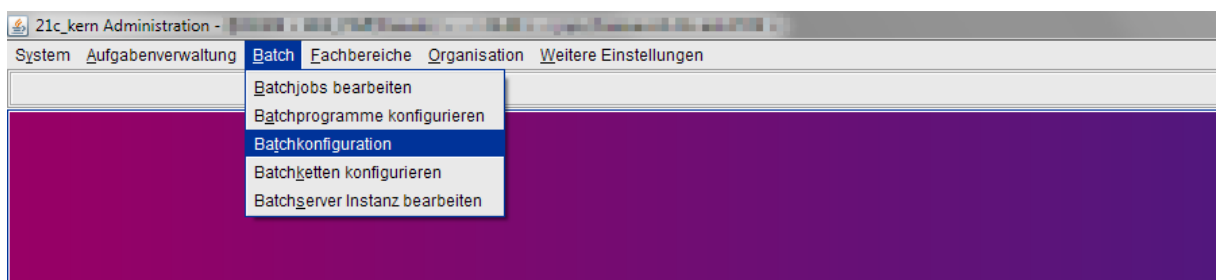 21c_kern Administration -
System Aufgabenverwaltung Batch Fachbereiche Organisation Weitere Einstellungen
Batchjobs bearbeiten
Batchprogramme konfigurieren
Batchkonfiguration
Batchketten konfigurieren
Batchserver Instanz bearbeiten